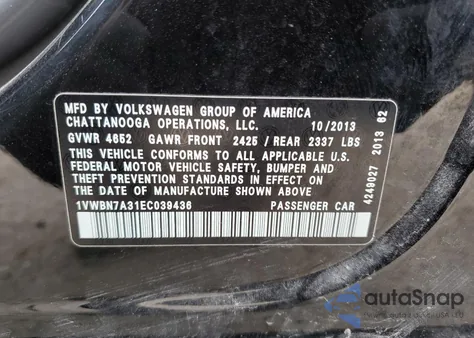 MFD BY VOLKSWAGEN GROUP OF AMERICA
CHATTANOOGA OPERATIONS, LLC. 10/2013
GVWR 4652 GAWR FRONT 2425 / REAR 2337 LBS
THIS VEHICLE CONFORMS TO ALL APPLICABLE U.S.
FEDERAL MOTOR VEHICLE SAFETY, BUMPER AND
THEFT PREVENTION STANDARDS IN EFFECT ON
THE DATE OF MANUFACTURE SHOWN ABOVE.
1VWBN7A31EC039436 PASSENGER CAR
4249027 2013 62
autoSnap